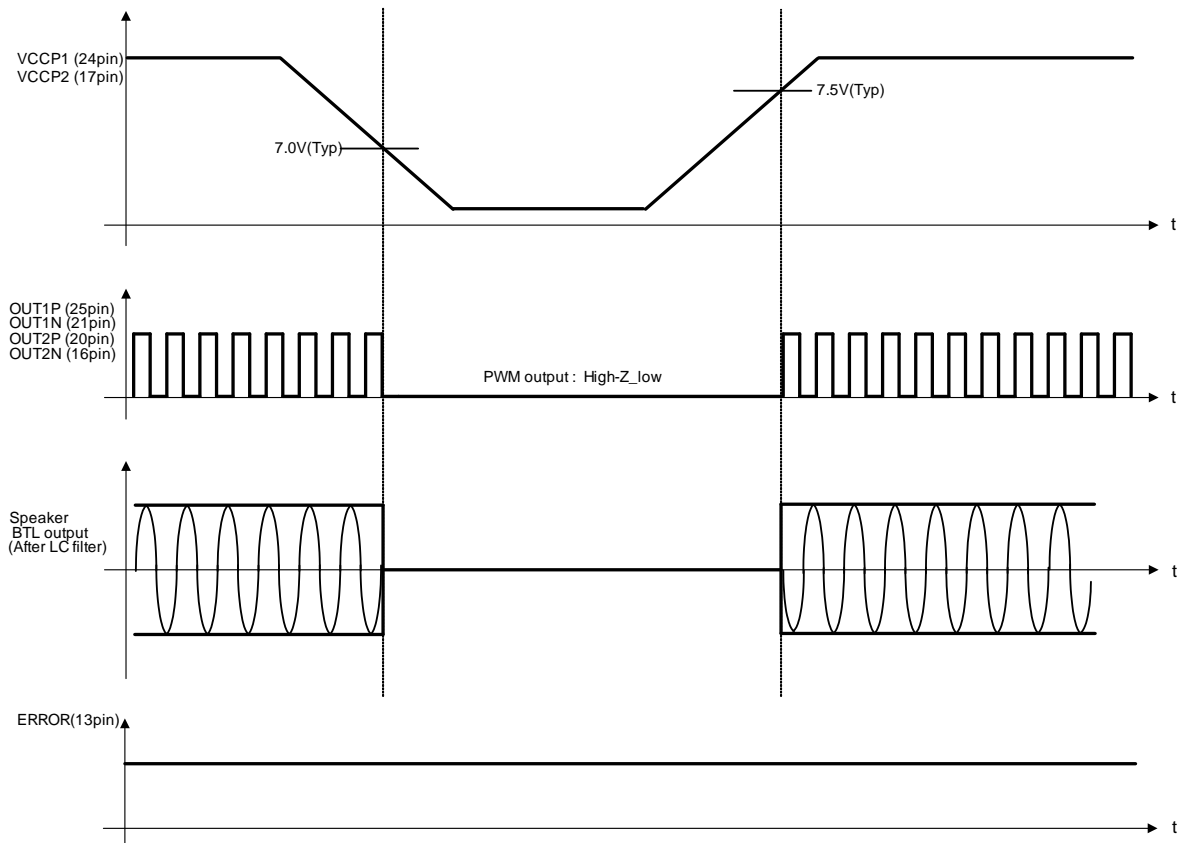 VCCP1 (24pin)
VCCP2 (17pin)
7.5V(Typ)
7.0V(Typ)
t
OUT1P (25pin)
OUT1N (21pin)
OUT2P (20pin)
OUT2N (16pin)
PWM output : High-Z_low
t
Speaker
BTL output
(After LC filter)
t
ERROR(13pin)
t